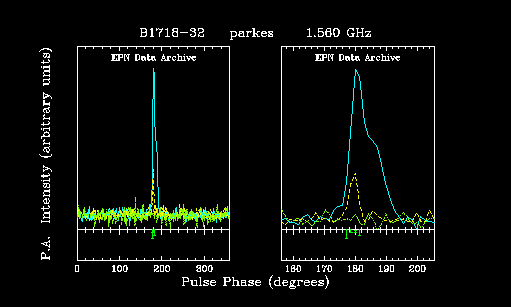 B1718-32 parkes 1.560 GHz
EPN Data Archive EPN Data Archive
P.A. Intensity (arbitrary units)
0 100 200 300 160 170 180 190 200
Pulse Phase (degrees)